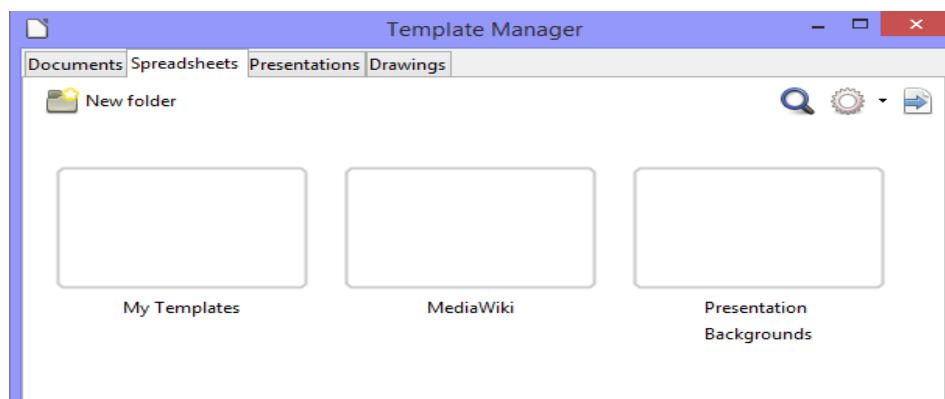 Template Manager
Documents Spreadsheets Presentations Drawings
New folder
My Templates MediaWiki Presentation
Backgrounds